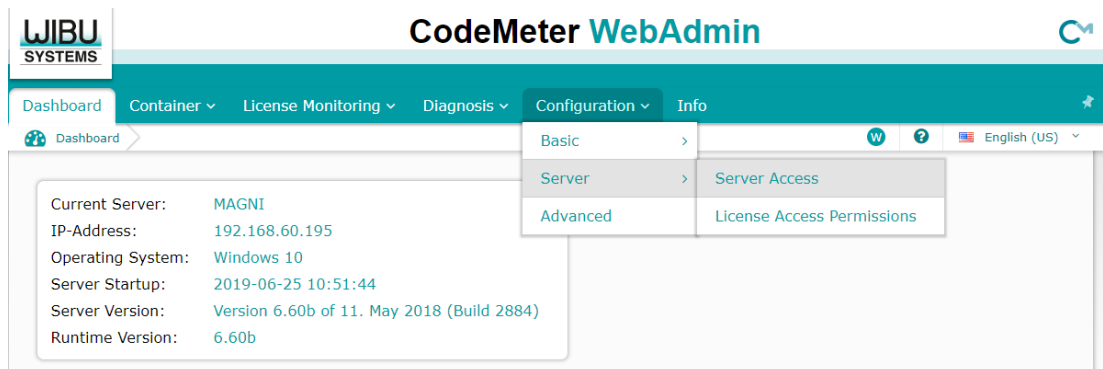 WIBU
SYSTEMS
CodeMeter WebAdmin
Dashboard Container License Monitoring Diagnosis Configuration Info
Dashboard
W ? English (US)
Basic
Server
Advanced
Server Access
License Access Permissions
Current Server: MAGNI
IP-Address: 192.168.60.195
Operating System: Windows 10
Server Startup: 2019-06-25 10:51:44
Server Version: Version 6.60b of 11. May 2018 (Build 2884)
Runtime Version: 6.60b